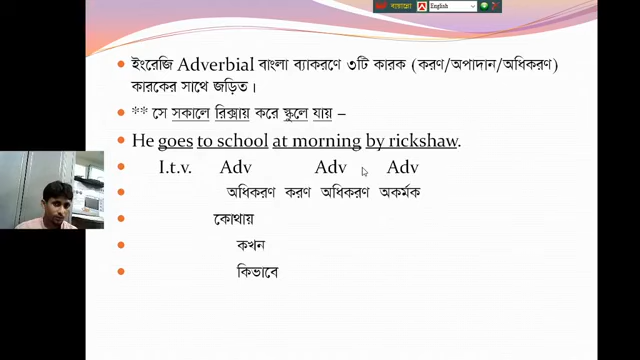 বাংলা
English
ইংরেজি Adverbial বাংলা ব্যাকরণে ৩টি কারক (করণ/অপাদান/অধিকরণ)
কারকের সাথে জড়িত।
** সে সকালে রিক্সায় করে স্কুলে যায় –
He goes to school at morning by rickshaw.
I.t.v. Adv Adv Adv
অধিকরণ করণ অধিকরণ অকর্মক
কোথায়
কখন
কিভাবে